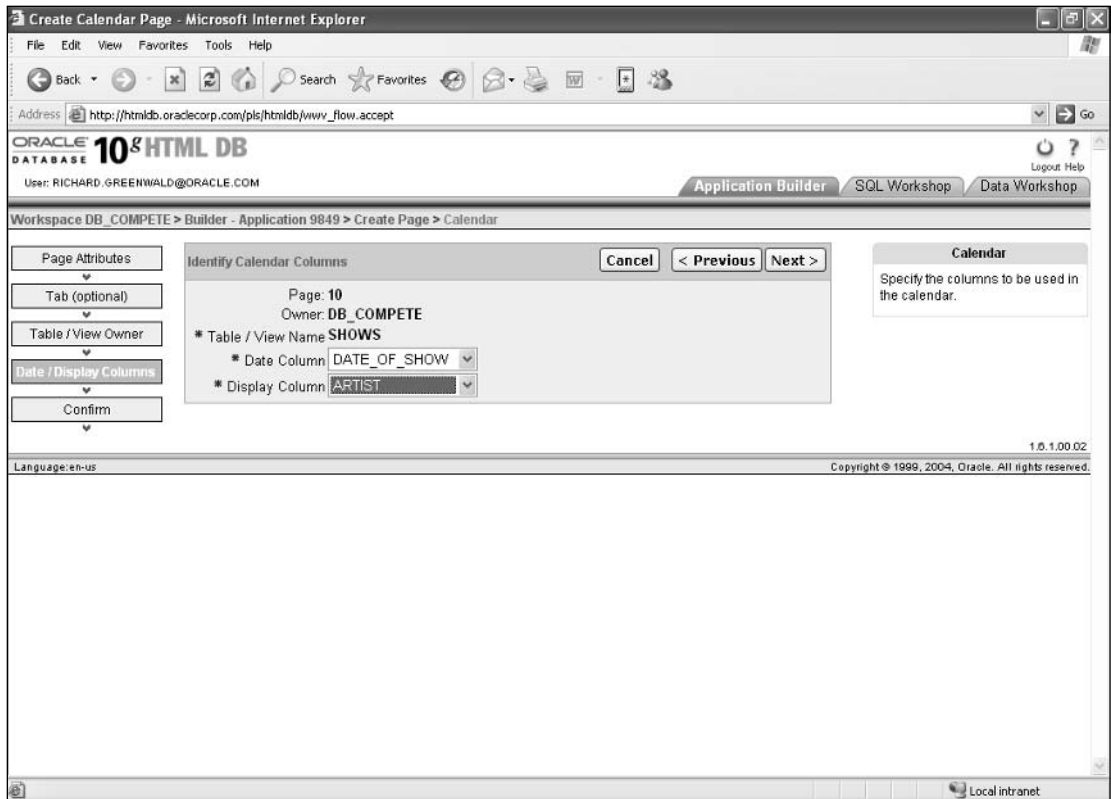 Create Calendar Page - Microsoft Internet Explorer
File Edit View Favorites Tools Help
Back Search Favorites
Address http://htmldb.oraclecorp.com/pls/htmldb/wwv_flow.accept Go
ORACLE DATABASE 10g HTML DB
Logout Help
User: RICHARD.GREENWALD@ORACLE.COM
Application Builder SQL Workshop Data Workshop
Workspace DB_COMPETE > Builder - Application 9849 > Create Page > Calendar
Page Attributes
Tab (optional)
Table / View Owner
Date / Display Columns
Confirm
Identify Calendar Columns Cancel < Previous Next >
Page: 10
Owner: DB_COMPETE
* Table / View Name SHOWS
* Date Column DATE_OF_SHOW
* Display Column ARTIST
Calendar
Specify the columns to be used in
the calendar.
1.6.1.00.02
Language:en-us Copyright © 1999, 2004, Oracle. All rights reserved.
Local intranet